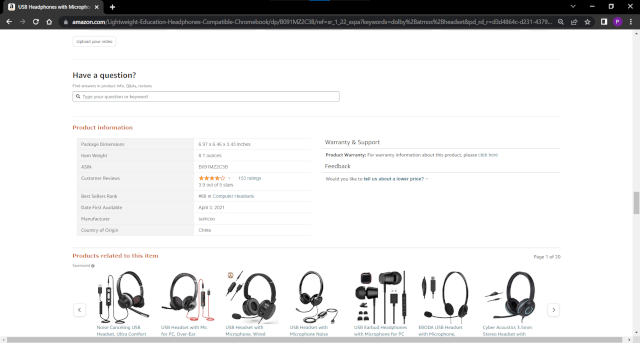 USB Headphones with Microph
amazon.com/Lightweight-Education-Headphones-Compatible-Chromebook/dp/B091MZ2C3B/ref=sr_1_22_sspa?keywords=dolby%2Batmos%2Bheadset&pd_rd_r=d3d4864c-d231-4379...
Upload your video
Have a question?
Find answers in product info, Q&As, reviews
Type your question or keyword
Product information
Package Dimensions 6.97 x 6.46 x 3.43 inches
Item Weight 8.1 ounces
ASIN B091MZ2C3B
Customer Reviews 153 ratings
3.9 out of 5 stars
Best Sellers Rank in Computer Headsets
Date First Available April 3, 2021
Manufacturer
Country of Origin China
Warranty & Support
Product Warranty: For warranty information about this product, please click here
Feedback
Would you like to tell us about a lower price?
Products related to this item
Page 1 of 20
Sponsored
Noise Canceling USB
Headset, Ultra Comfort
USB Headset with Mic
for PC, Over-Ear
USB Headset with
Microphone, Wired
USB Headset with
Microphone Noise
USB Earbud Headphones
with Microphone for PC
EBODA USB Headset
with Microphone,
Cyber Acoustics 3.5mm
Stereo Headset with